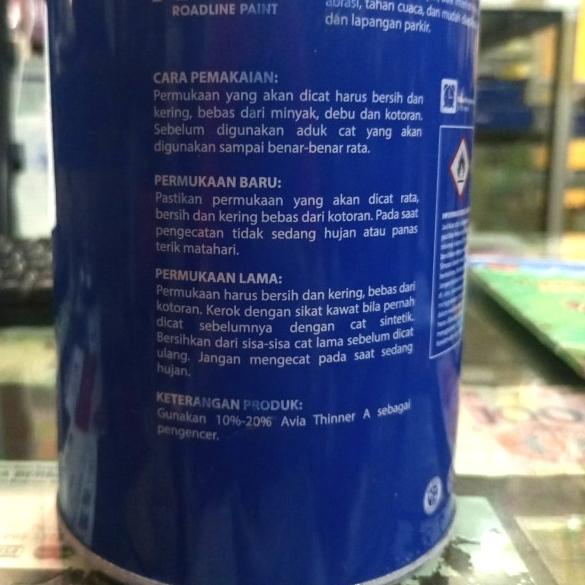 ROADLINE PAINT
abrasi, tahan cuaca, dan mudah
dan lapangan parkir.
CARA PEMAKAIAN:
Permukaan yang akan dicat harus bersih dan
kering, bebas dari minyak, debu dan kotoran.
Sebelum digunakan aduk cat yang akan
digunakan sampai benar-benar rata.
PERMUKAAN BARU:
Pastikan permukaan yang akan dicat rata,
bersih dan kering bebas dari kotoran. Pada saat
pengecatan tidak sedang hujan atau panas
terik matahari.
PERMUKAAN LAMA:
Permukaan harus bersih dan kering, bebas dari
kotoran. Kerok dengan sikat kawat bila pernah
dicat sebelumnya dengan cat sintetik.
Bersihkan dari sisa-sisa cat lama sebelum dicat
ulang. Jangan mengecat pada saat sedang
hujan.
KETERANGAN PRODUK:
Gunakan 10%-20% Avia Thinner A sebagai
pengencer.